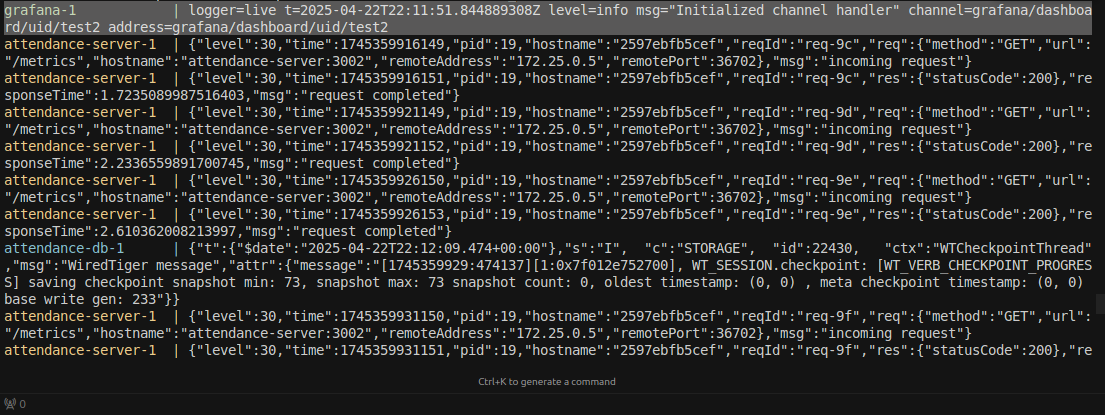 grafana-1            | logger=live t=2025-04-22T22:11:51.844889308Z level=info msg="Initialized channel handler" channel=grafana/dashboa
rd/uid/test2 address=grafana/dashboard/uid/test2
attendance-server-1  | {"level":30,"time":1745359916149,"pid":19,"hostname":"2597ebfb5cef","reqId":"req-9c","req":{"method":"GET","url":
"/metrics","hostname":"attendance-server:3002","remoteAddress":"172.25.0.5","remotePort":36702},"msg":"incoming request"}
attendance-server-1  | {"level":30,"time":1745359916151,"pid":19,"hostname":"2597ebfb5cef","reqId":"req-9c","res":{"statusCode":200},"re
sponseTime":1.7235089987516403,"msg":"request completed"}
attendance-server-1  | {"level":30,"time":1745359921149,"pid":19,"hostname":"2597ebfb5cef","reqId":"req-9d","req":{"method":"GET","url":
"/metrics","hostname":"attendance-server:3002","remoteAddress":"172.25.0.5","remotePort":36702},"msg":"incoming request"}
attendance-server-1  | {"level":30,"time":1745359921152,"pid":19,"hostname":"2597ebfb5cef","reqId":"req-9d","res":{"statusCode":200},"re
sponseTime":2.2336559891700745,"msg":"request completed"}
attendance-server-1  | {"level":30,"time":1745359926150,"pid":19,"hostname":"2597ebfb5cef","reqId":"req-9e","req":{"method":"GET","url":
"/metrics","hostname":"attendance-server:3002","remoteAddress":"172.25.0.5","remotePort":36702},"msg":"incoming request"}
attendance-server-1  | {"level":30,"time":1745359926153,"pid":19,"hostname":"2597ebfb5cef","reqId":"req-9e","res":{"statusCode":200},"re
sponseTime":2.610362008213997,"msg":"request completed"}
attendance-db-1      | {"t":{"$date":"2025-04-22T22:12:09.474+00:00"},"s":"I",  "c":"STORAGE",  "id":22430,   "ctx":"WTCheckpointThread"
,"msg":"WiredTiger message","attr":{"message":"[1745359929:474137][1:0x7f012e752700], WT_SESSION.checkpoint: [WT_VERB_CHECKPOINT_PROGRES
S] saving checkpoint snapshot min: 73, snapshot max: 73 snapshot count: 0, oldest timestamp: (0, 0) , meta checkpoint timestamp: (0, 0)
base write gen: 233"}}
attendance-server-1  | {"level":30,"time":1745359931150,"pid":19,"hostname":"2597ebfb5cef","reqId":"req-9f","req":{"method":"GET","url":
"/metrics","hostname":"attendance-server:3002","remoteAddress":"172.25.0.5","remotePort":36702},"msg":"incoming request"}
attendance-server-1  | {"level":30,"time":1745359931151,"pid":19,"hostname":"2597ebfb5cef","reqId":"req-9f","res":{"statusCode":200},"re
Ctrl+K to generate a command
0